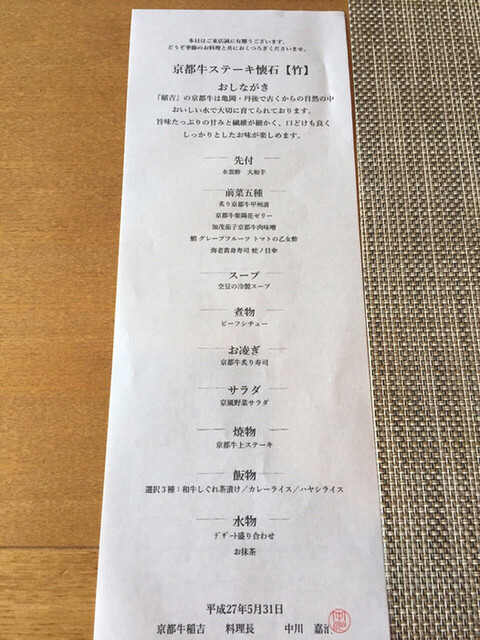 本日はご来店誠に有難うございます。
どうぞ季節のお料理と共におくつろぎくださいませ。
京都牛ステーキ懐石【竹】
おしながき
『稲吉』の京都牛は亀岡・丹後で古くからの自然の中
おいしい水で大切に育てられております。
旨味たっぷりの甘みと繊維が細かく、口どけも良く
しっかりとしたお味が楽しめます。
先付
水雲酢 大和芋
前菜五種
炙り京都牛甲州漬
京都牛紫陽花ゼリー
加茂茄子京都牛肉味噌
鮹 グレープフルーツ トマトの乙女酢
海老黄身寿司 蛇ノ目傘
スープ
空豆の冷製スープ
煮物
ビーフシチュー
お凌ぎ
京都牛炙り寿司
サラダ
京風野菜サラダ
焼物
京都牛上ステーキ
飯物
選択3種：和牛しぐれ茶漬け／カレーライス／ハヤシライス
水物
デザート盛り合わせ
お抹茶
平成27年5月31日
京都牛稲吉 料理長 中川 嘉